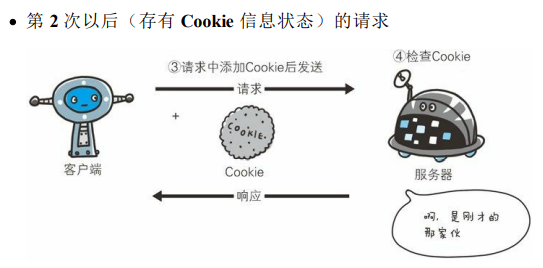 • 第 2 次以后（存有 Cookie 信息状态）的请求
③请求中添加Cookie后发送
④检查Cookie
请求
+
COOKIE
客户端
Cookie
服务器
响应
啊，是刚才的
那家伙